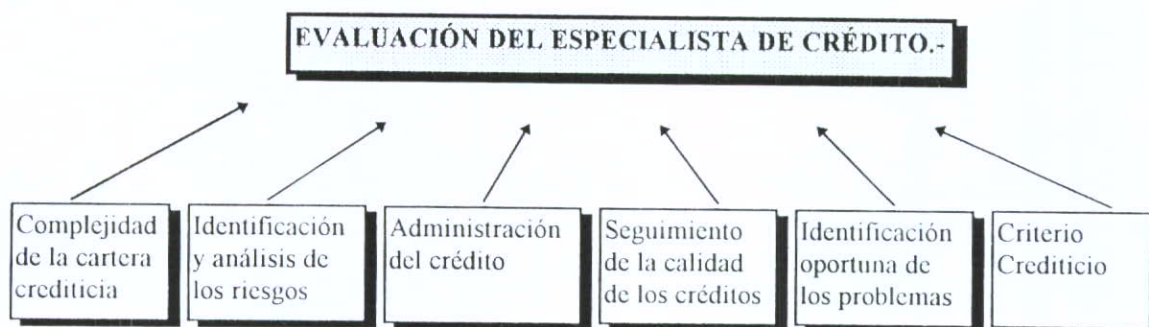 EVALUACIÓN DEL ESPECIALISTA DE CRÉDITO.-
Complejidad
de la cartera
crediticia
Identificación
y análisis de
los riesgos
Administración
del crédito
Seguimiento
de la calidad
de los créditos
Identificación
oportuna de
los problemas
Criterio
Crediticio